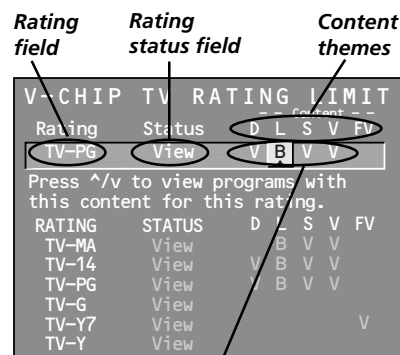 Rating field
Rating status field
Content themes
V-CHIP TV RATING LIMIT
- - Content - -
Rating Status D L S V FV
TV-PG View V B V V
Press ^/v to view programs with
this content for this rating.
RATING STATUS D L S V FV
TV-MA View B V V
TV-14 View V B V V
TV-PG View V B V V
TV-G View
TV-Y7 View V
TV-Y View